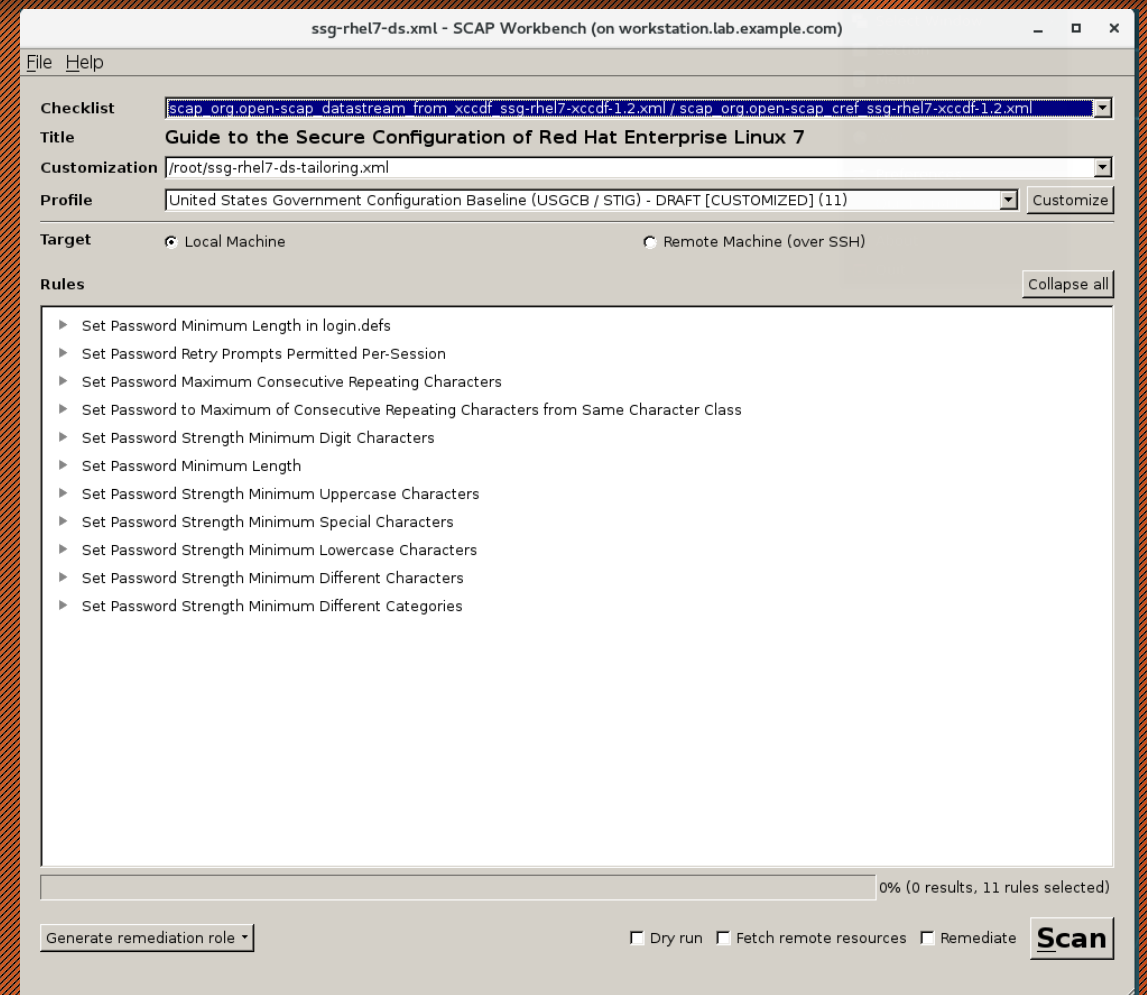 ssg-rhel7-ds.xml - SCAP Workbench (on workstation.lab.example.com)
File Help
Checklist scap_org.open-scap_datastream_from_xccdf_ssg-rhel7-xccdf-1.2.xml / scap_org.open-scap_cref_ssg-rhel7-xccdf-1.2.xml
Title Guide to the Secure Configuration of Red Hat Enterprise Linux 7
Customization /root/ssg-rhel7-ds-tailoring.xml
Profile United States Government Configuration Baseline (USGCB / STIG) - DRAFT [CUSTOMIZED] (11) Customize
Target Local Machine Remote Machine (over SSH)
Rules Collapse all
Set Password Minimum Length in login.defs
Set Password Retry Prompts Permitted Per-Session
Set Password Maximum Consecutive Repeating Characters
Set Password to Maximum of Consecutive Repeating Characters from Same Character Class
Set Password Strength Minimum Digit Characters
Set Password Minimum Length
Set Password Strength Minimum Uppercase Characters
Set Password Strength Minimum Special Characters
Set Password Strength Minimum Lowercase Characters
Set Password Strength Minimum Different Characters
Set Password Strength Minimum Different Categories
0% (0 results, 11 rules selected)
Generate remediation role Dry run Fetch remote resources Remediate Scan